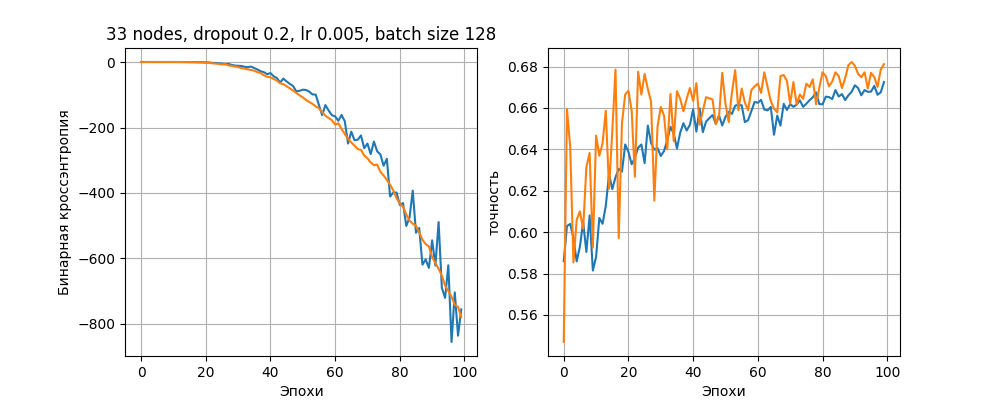 33 nodes, dropout 0.2, lr 0.005, batch size 128
Бинарная кроссэнтропия
0
−200
−400
−600
−800
0 20 40 60 80 100
Эпохи
точность
0.68
0.66
0.64
0.62
0.60
0.58
0.56
0 20 40 60 80 100
Эпохи